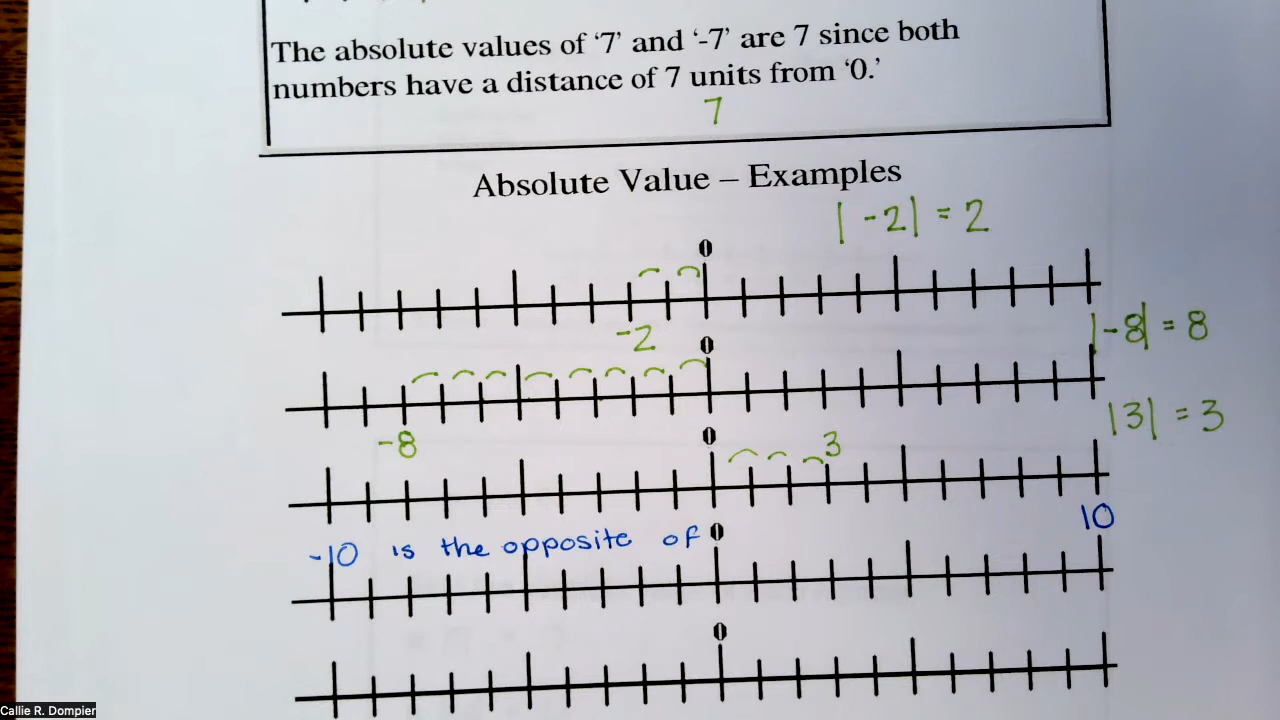 The absolute values of ‘7’ and ‘-7’ are 7 since both
numbers have a distance of 7 units from ‘0.’
7
Absolute Value – Examples
|-2| = 2
0
-2
|-8| = 8
0
-8
|3| = 3
0
3
-10 is the opposite of 0 10
0
Callie R. Dompier